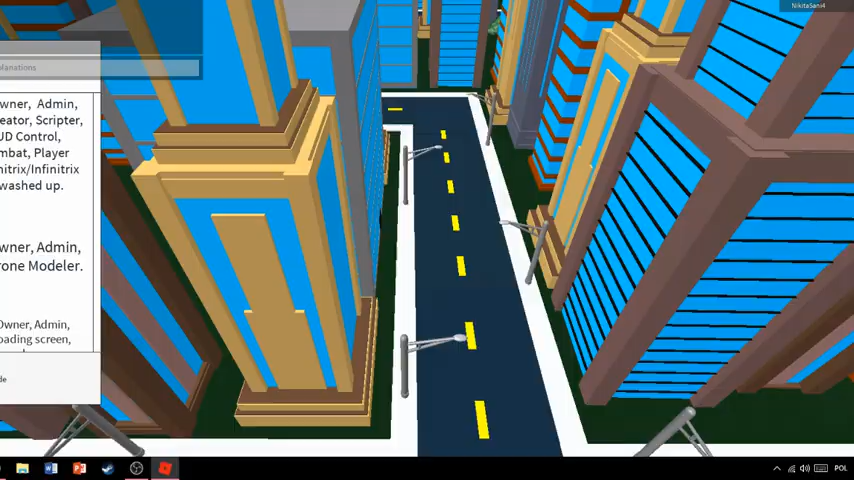 NikitaSani4
lanations
wner, Admin,
eator, Scripter,
UD Control,
mbat, Player
nitrix/Infinitrix
washed up.
wner, Admin,
rone Modeler.
Owner, Admin,
oading screen,
de
POL